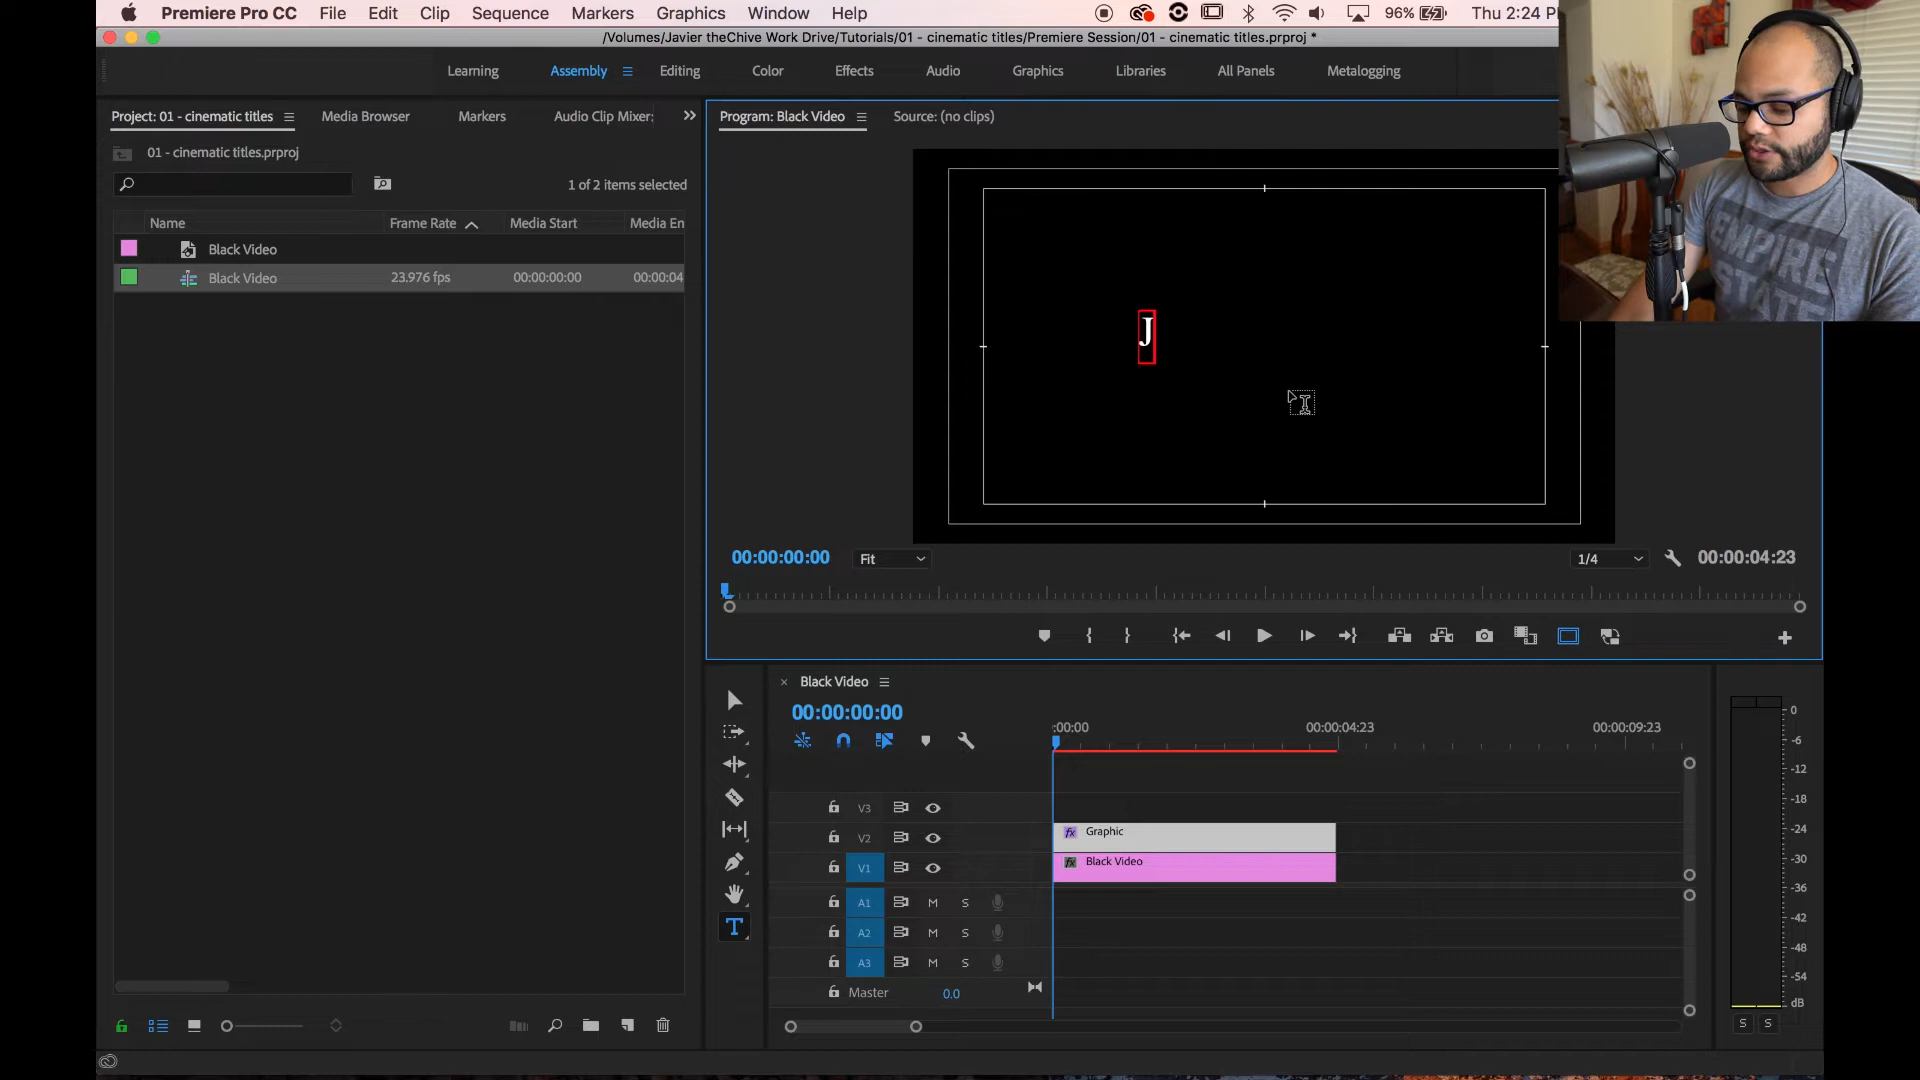 Premiere Pro CC File Edit Clip Sequence Markers Graphics Window Help 96% Thu 2:24 P
/Volumes/Javier theChive Work Drive/Tutorials/01 - cinematic titles/Premiere Session/01 - cinematic titles.prproj *
Learning Assembly Editing Color Effects Audio Graphics Libraries All Panels Metalogging
Project: 01 - cinematic titles Media Browser Markers Audio Clip Mixer: Program: Black Video Source: (no clips)
01 - cinematic titles.prproj
1 of 2 items selected
Name Frame Rate Media Start Media En
Black Video
Black Video 23.976 fps 00:00:00:00 00:00:04
J
EMPIRE
STATE
00:00:00:00 Fit 1/4 00:00:04:23
× Black Video
00:00:00:00
:00:00 00:00:04:23 00:00:09:23
V3
V2 fx Graphic
V1 fx Black Video
A1 M S
A2 M S
A3 M S
Master 0.0
T
0
-6
-12
-18
-24
-30
-36
-42
-48
-54
dB
S S